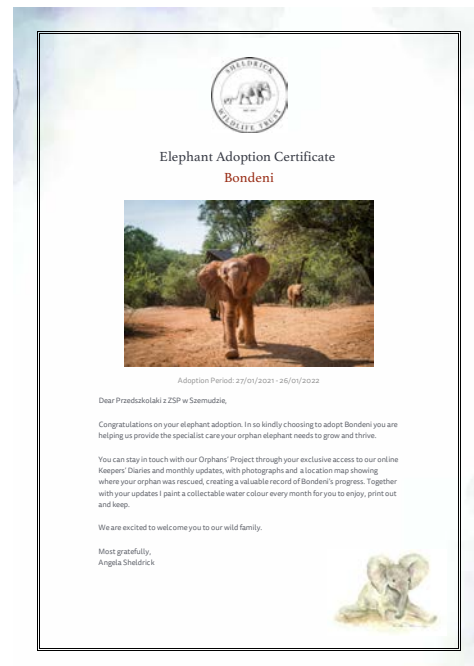 SHELDRICK
WILDLIFE TRUST
Elephant Adoption Certificate
Bondeni
Adoption Period: 27/01/2021 - 26/01/2022
Dear Przedszkolaki z ZSP w Szemudzie,
Congratulations on your elephant adoption. In so kindly choosing to adopt Bondeni you are
helping us provide the specialist care your orphan elephant needs to grow and thrive.
You can stay in touch with our Orphans' Project through your exclusive access to our online
Keepers' Diaries and monthly updates, with photographs and a location map showing
where your orphan was rescued, creating a valuable record of Bondeni's progress. Together
with your updates I paint a collectable water colour every month for you to enjoy, print out
and keep.
We are excited to welcome you to our wild family.
Most gratefully,
Angela Sheldrick